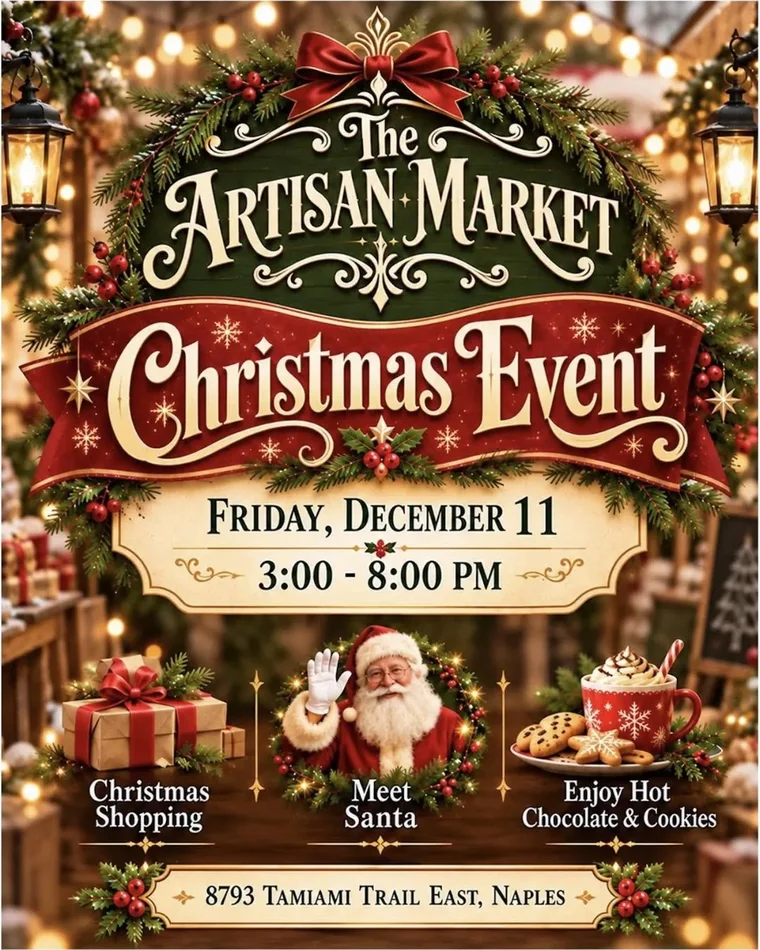 The
Artisan Market
Christmas Event
Friday, December 11
3:00 - 8:00 PM
Christmas
Shopping
Meet
Santa
Enjoy Hot
Chocolate & Cookies
8793 Tamiami Trail East, Naples